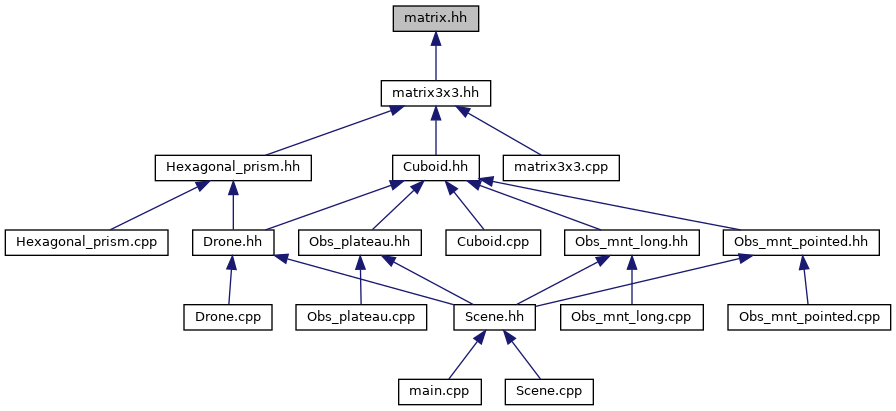 matrix.hh
matrix3x3.hh
Hexagonal_prism.hh
Cuboid.hh
matrix3x3.cpp
Hexagonal_prism.cpp
Drone.hh
Obs_plateau.hh
Cuboid.cpp
Obs_mnt_long.hh
Obs_mnt_pointed.hh
Drone.cpp
Obs_plateau.cpp
Scene.hh
Obs_mnt_long.cpp
Obs_mnt_pointed.cpp
main.cpp
Scene.cpp